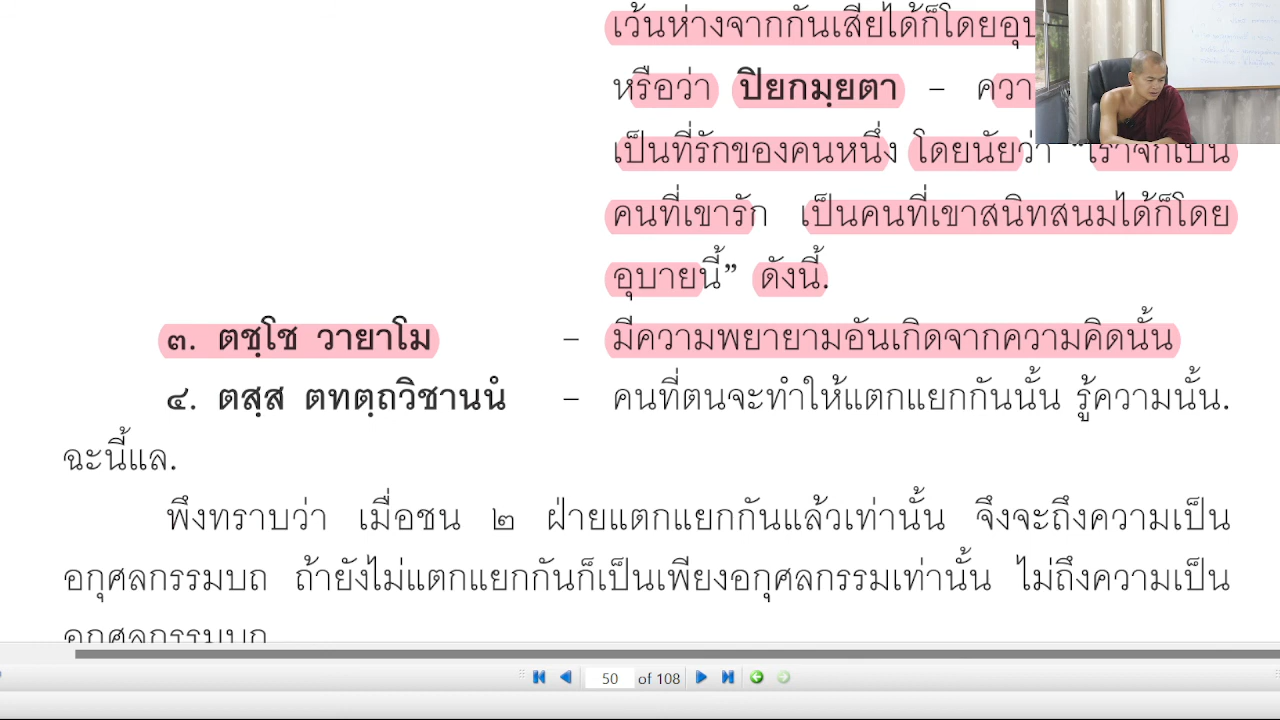 เว้นห่างจากกันเสียได้ก็โดยอุ
หรือว่า ปิยกมฺยตา – ควา
เป็นที่รักของคนหนึ่ง โดยนัยว่า “เราจักเป็น
คนที่เขารัก เป็นคนที่เขาสนิทสนมได้ก็โดย
อุบายนี้” ดังนี้.
๓. ตชฺโช วายาโม – มีความพยายามอันเกิดจากความคิดนั้น
๔. ตสฺส ตทตฺถวิชานนํ – คนที่ตนจะทำให้แตกแยกกันนั้น รู้ความนั้น.
ฉะนี้แล.
พึงทราบว่า เมื่อชน ๒ ฝ่ายแตกแยกกันแล้วเท่านั้น จึงจะถึงความเป็น
อกุศลกรรมบถ ถ้ายังไม่แตกแยกกันก็เป็นเพียงอกุศลกรรมเท่านั้น ไม่ถึงความเป็น
อกุศลกรรมบถ
50 of 108